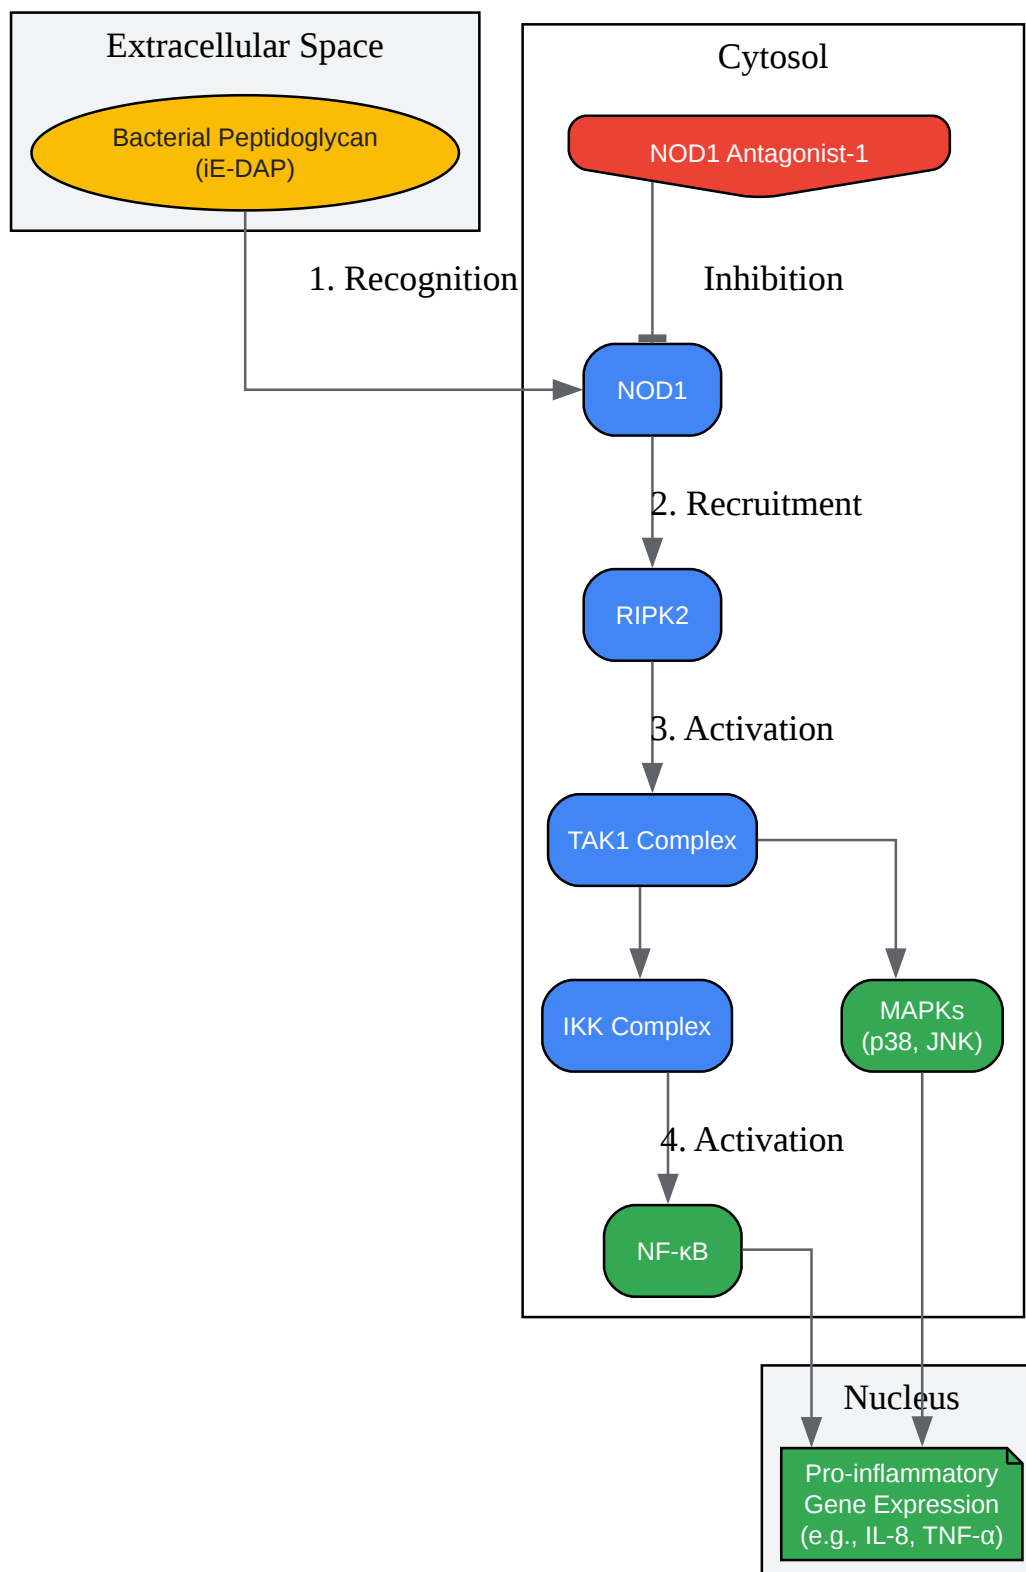 Extracellular Space
Bacterial Peptidoglycan
(iE-DAP)
Cytosol
NOD1 Antagonist-1
1. Recognition
Inhibition
NOD1
2. Recruitment
RIPK2
3. Activation
TAK1 Complex
IKK Complex
MAPKs
(p38, JNK)
4. Activation
NF-κB
Nucleus
Pro-inflammatory
Gene Expression
(e.g., IL-8, TNF-α)